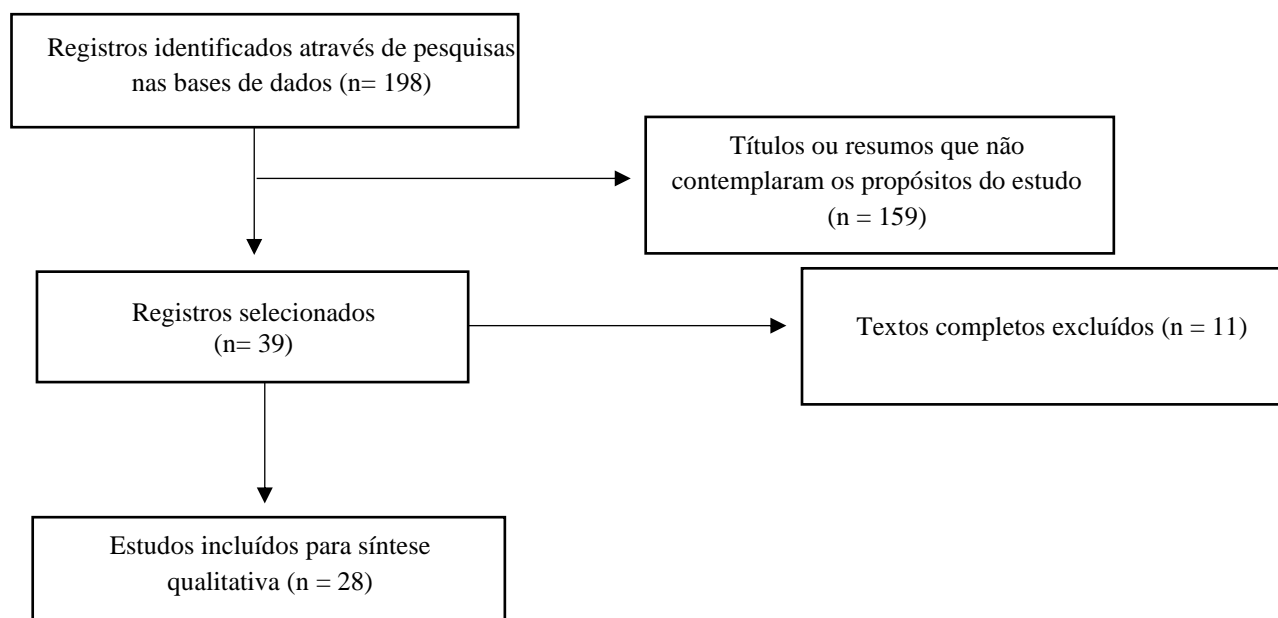 Registros identificados através de pesquisas
nas bases de dados (n= 198)
Títulos ou resumos que não
contemplaram os propósitos do estudo
(n = 159)
Registros selecionados
(n= 39)
Textos completos excluídos (n = 11)
Estudos incluídos para síntese
qualitativa (n = 28)